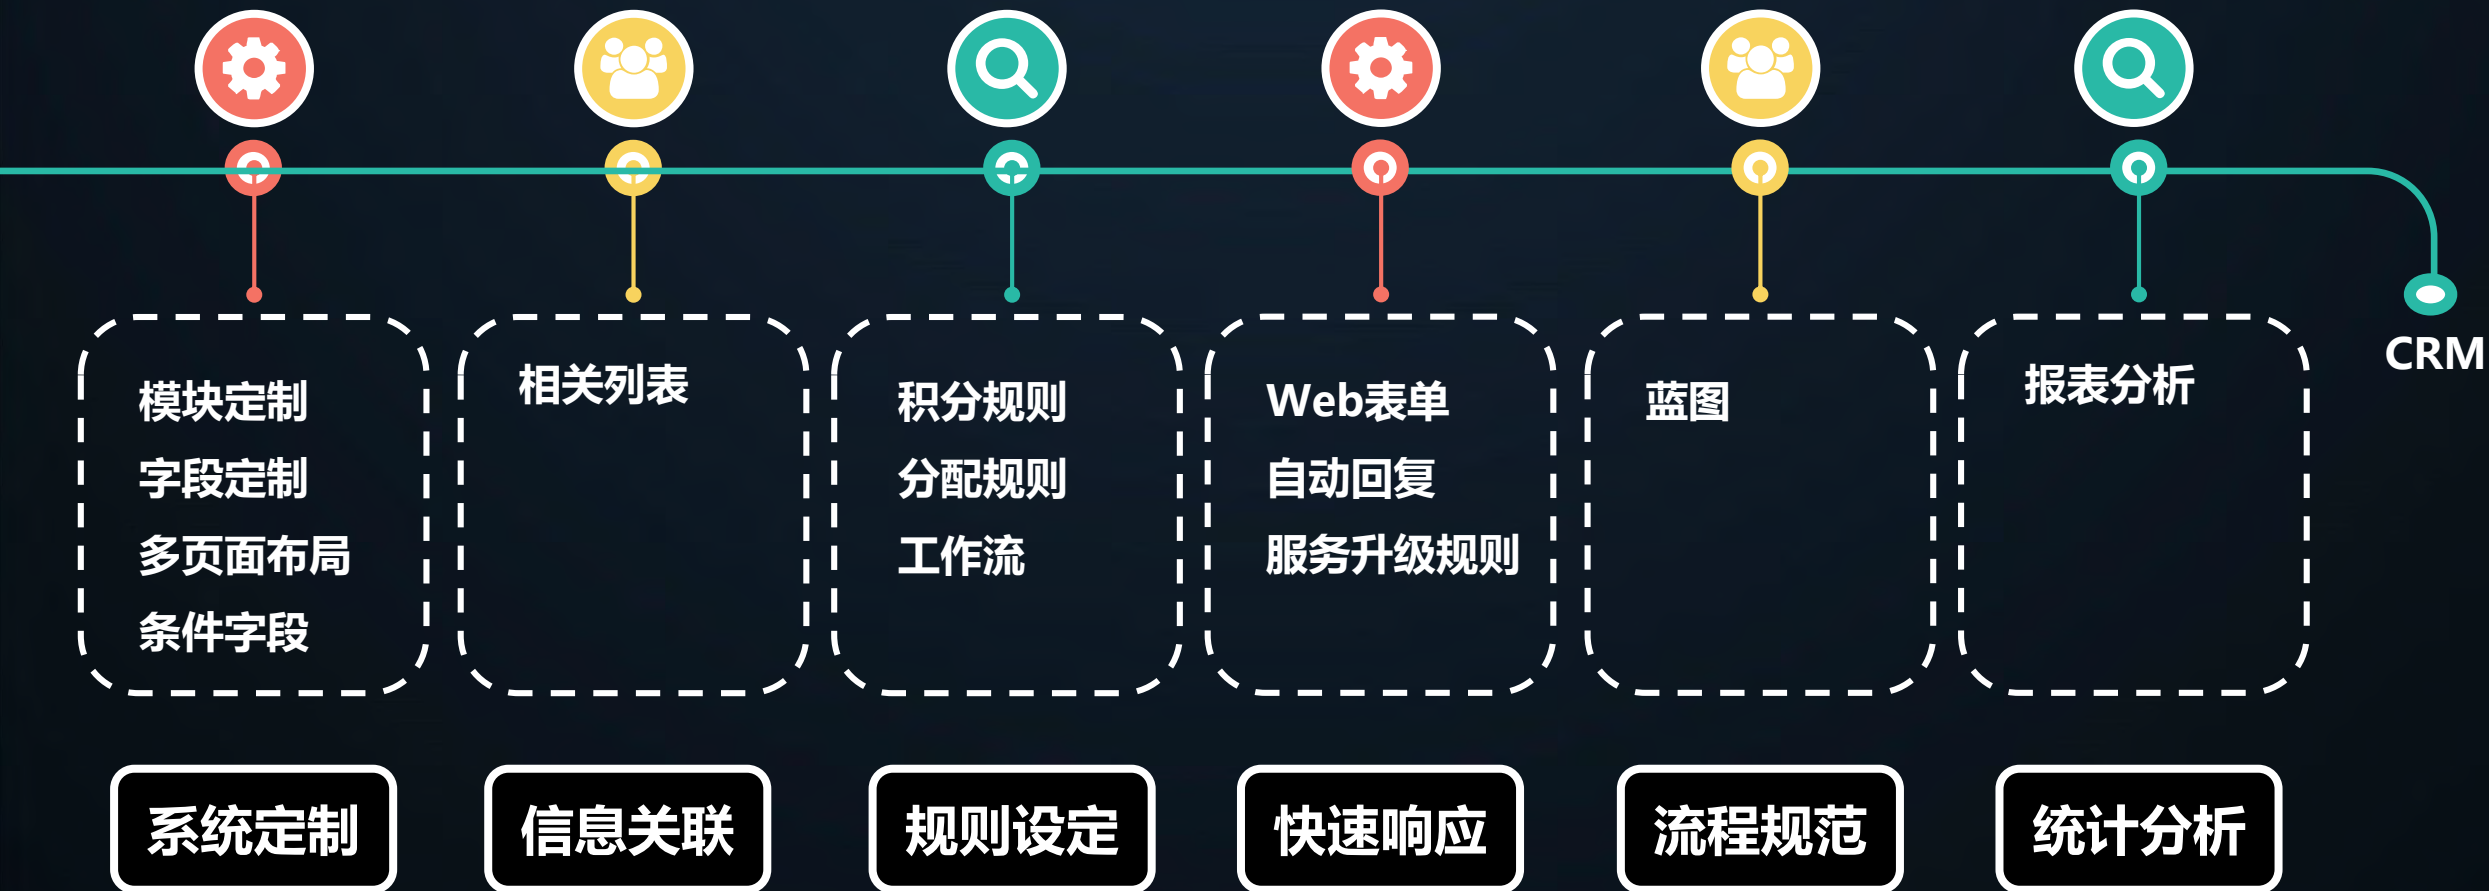 模块定制
字段定制
多页面布局
条件字段
相关列表
积分规则
分配规则
工作流
Web表单
自动回复
服务升级规则
蓝图
报表分析
CRM
系统定制
信息关联
规则设定
快速响应
流程规范
统计分析